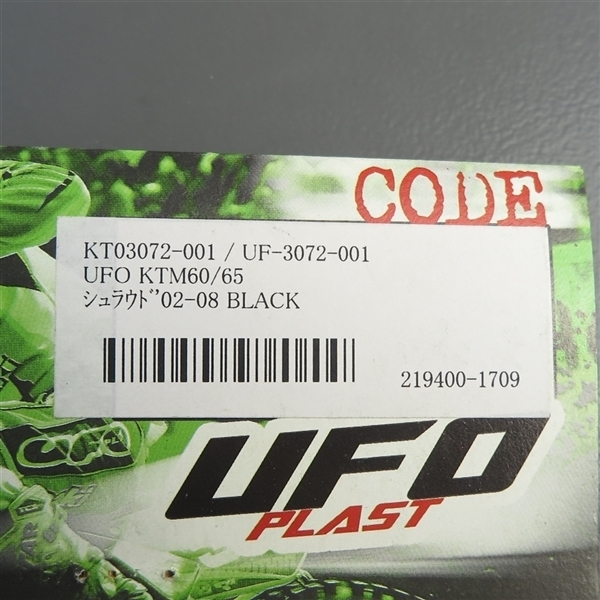 CODE
KT03072-001 / UF-3072-001
UFO KTM60/65
ｼｭﾗｳﾄﾞ'02-08 BLACK
219400-1709
UFO
PLAST